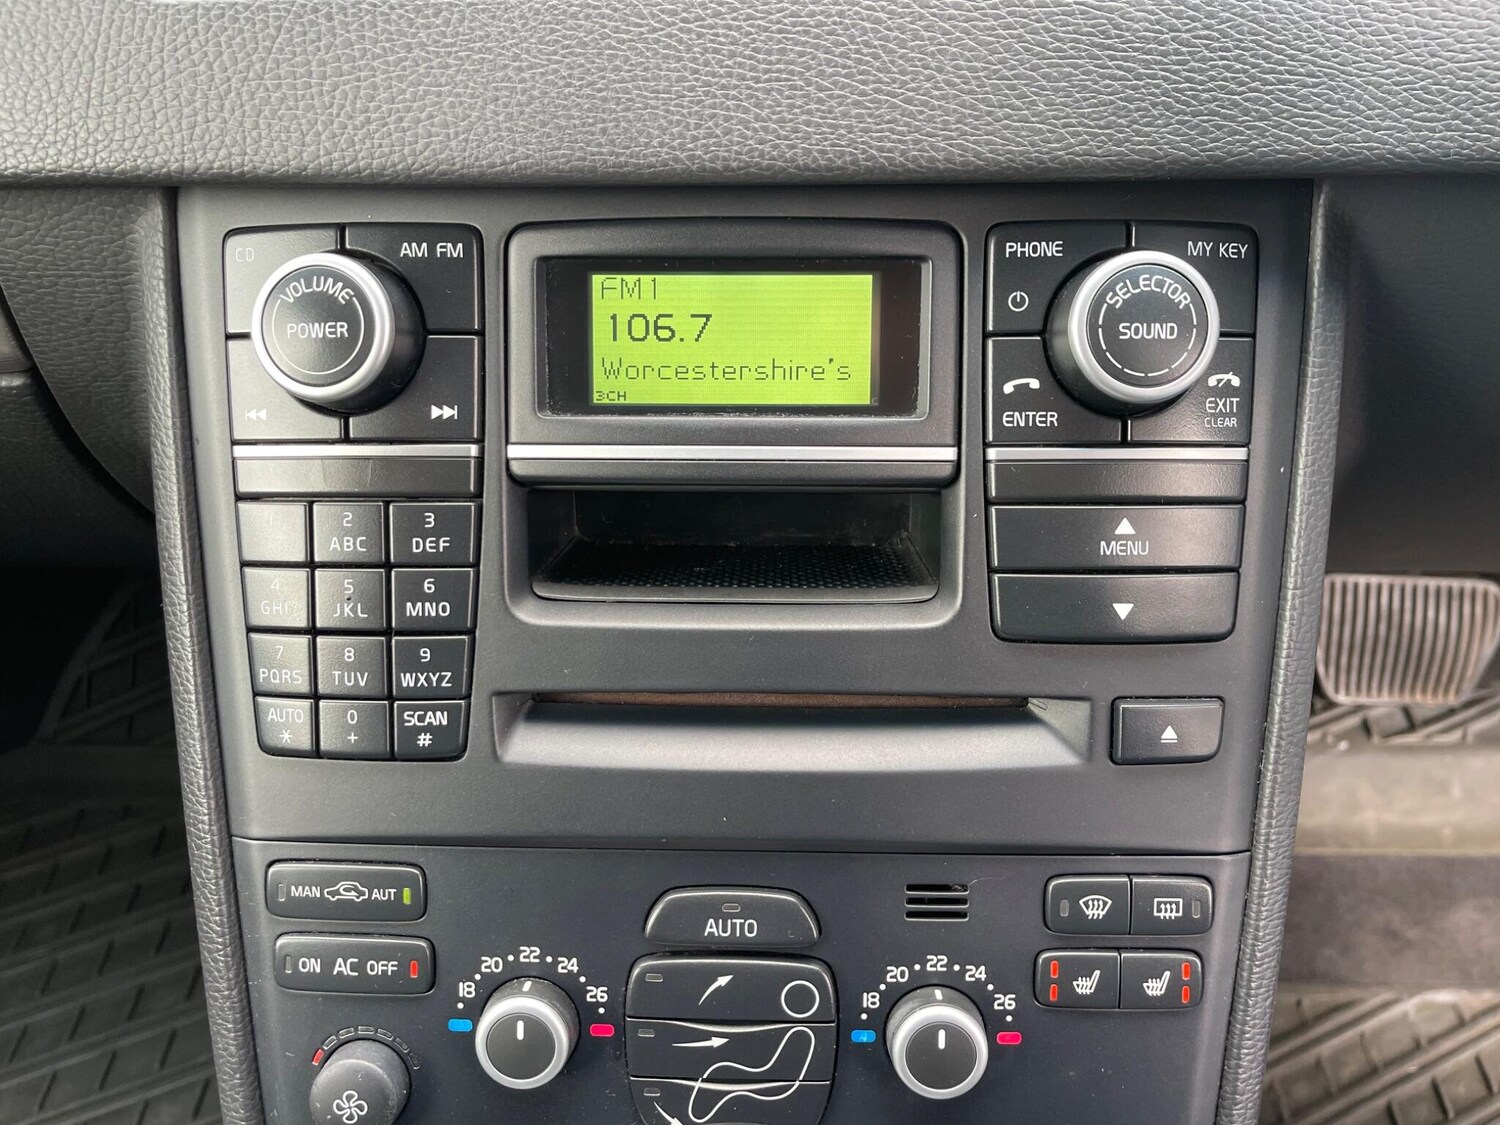 CD
AM FM
VOLUME
POWER
FM1
106.7
Worcestershire's
3CH
PHONE
MY KEY
SELECTOR
SOUND
ENTER
EXIT
CLEAR
MENU
1
2
ABC
3
DEF
4
GHI
5
JKL
6
MNO
7
PQRS
8
TUV
9
WXYZ
AUTO
*
0
+
SCAN
#
MAN AUT
ON AC OFF
AUTO
18 20 22 24 26
18 20 22 24 26